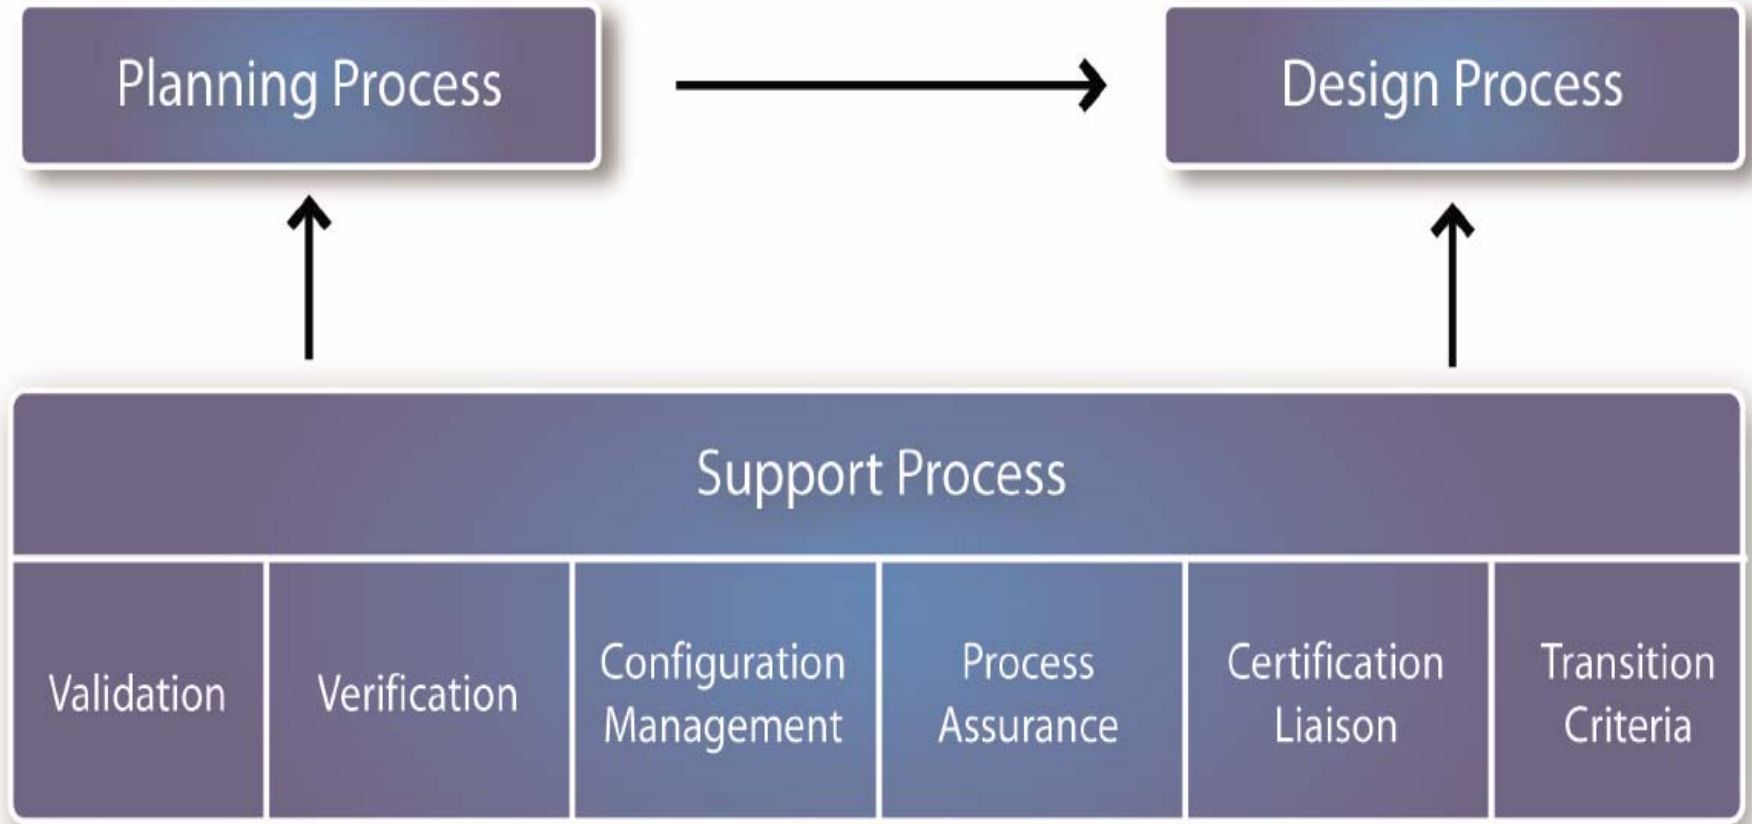 Planning Process
Design Process
Support Process
Validation
Verification
Configuration
Management
Process
Assurance
Certification
Liaison
Transition
Criteria